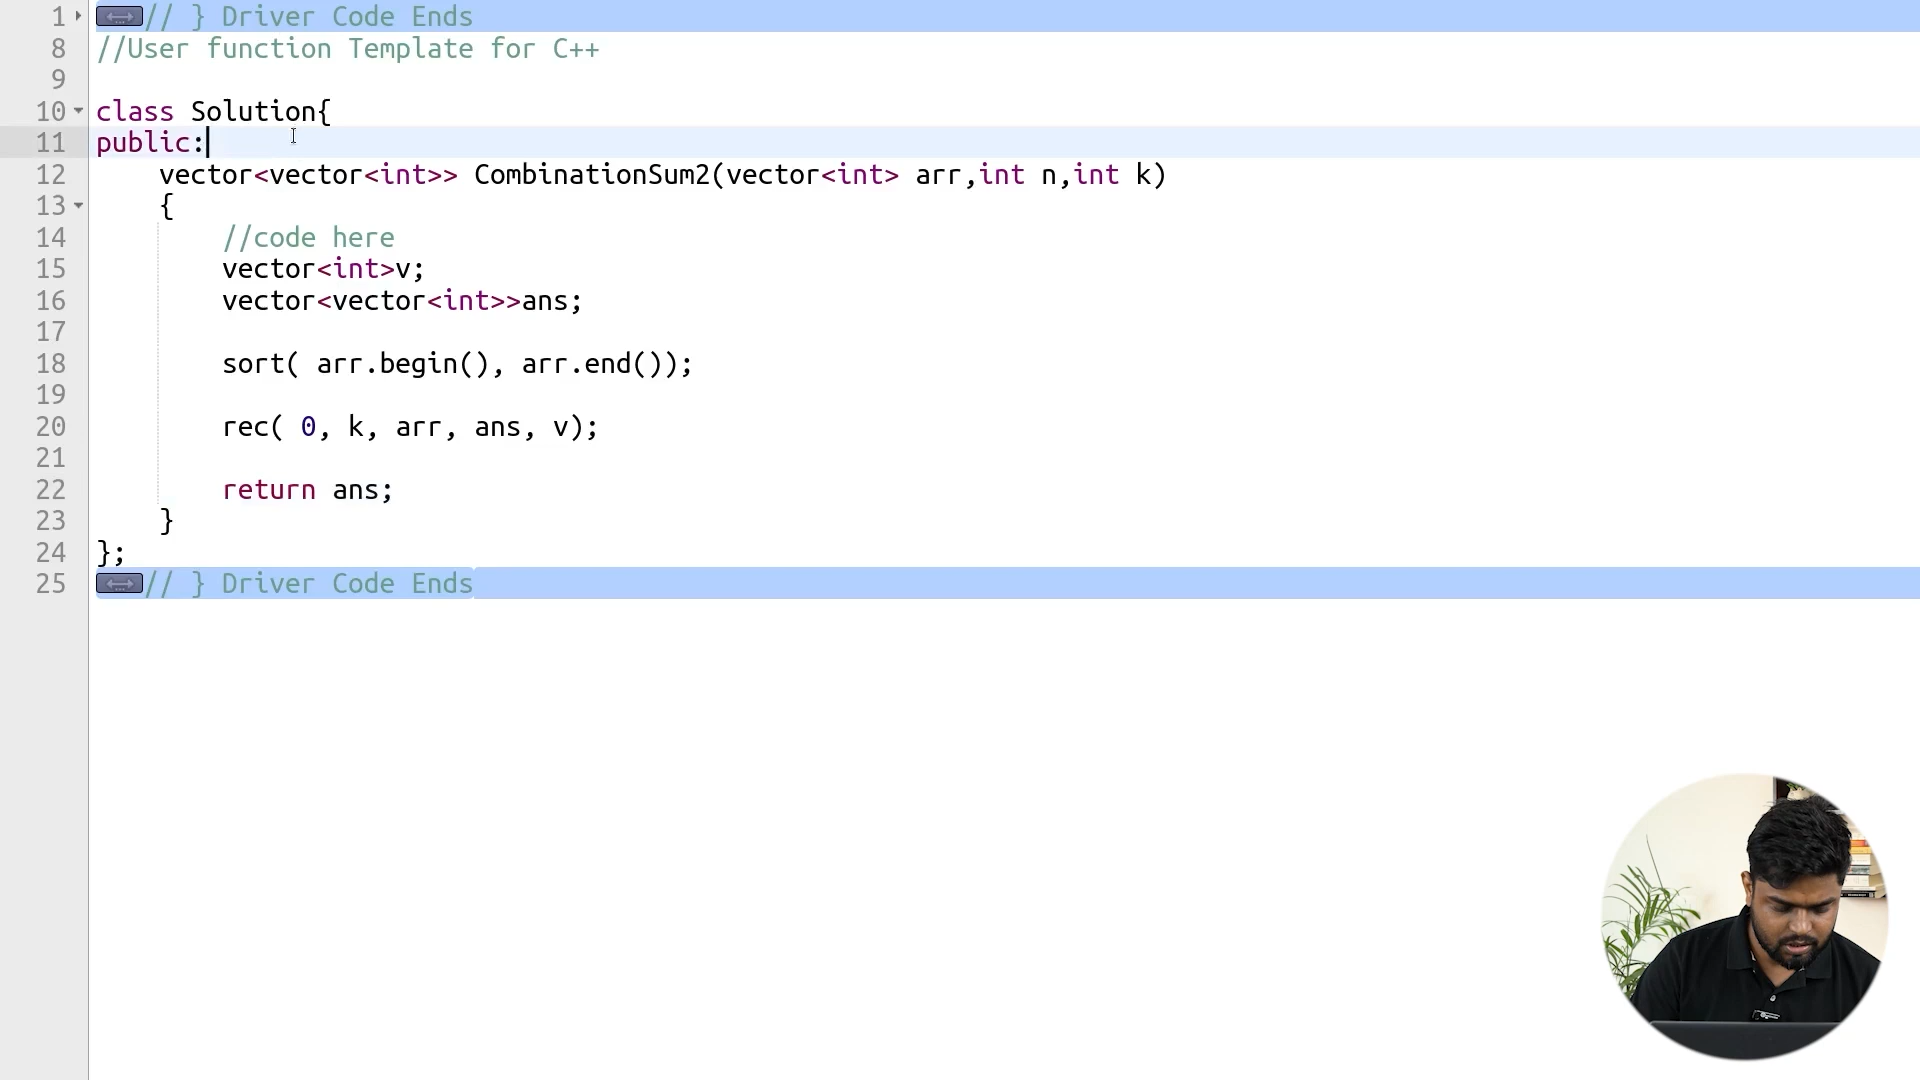 1 // } Driver Code Ends
8 //User function Template for C++
9
10 class Solution{
11 public:
12 vector<vector<int>> CombinationSum2(vector<int> arr,int n,int k)
13 {
14 //code here
15 vector<int>v;
16 vector<vector<int>>ans;
17
18 sort( arr.begin(), arr.end());
19
20 rec( 0, k, arr, ans, v);
21
22 return ans;
23 }
24 };
25 // } Driver Code Ends